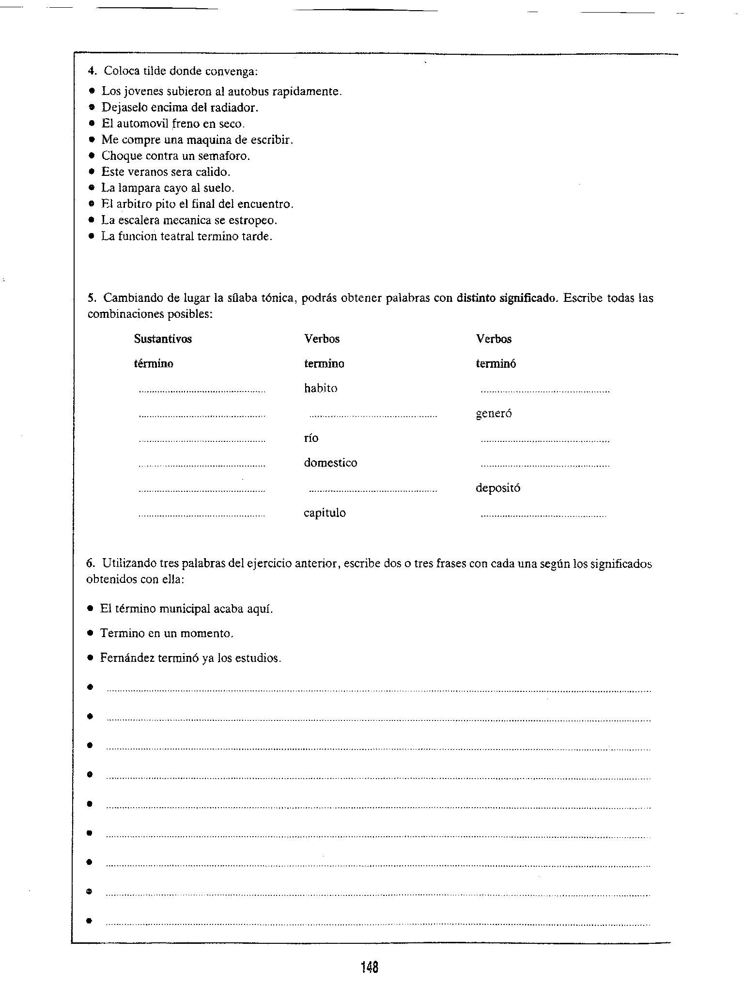 4. Coloca tilde donde convenga:
• Los jovenes subieron al autobus rapidamente.
• Dejaselo encima del radiador.
• El automovil freno en seco.
• Me compre una maquina de escribir.
• Choque contra un semaforo.
• Este veranos sera calido.
• La lampara cayo al suelo.
• El arbitro pito el final del encuentro.
• La escalera mecanica se estropeo.
• La funcion teatral termino tarde.
5. Cambiando de lugar la sílaba tónica, podrás obtener palabras con distinto significado. Escribe todas las
combinaciones posibles:
Sustantivos Verbos Verbos
término termino terminó
habito
generó
río
domestico
depositó
capitulo
6. Utilizando tres palabras del ejercicio anterior, escribe dos o tres frases con cada una según los significados
obtenidos con ella:
• El término municipal acaba aquí.
• Termino en un momento.
• Fernández terminó ya los estudios.
148